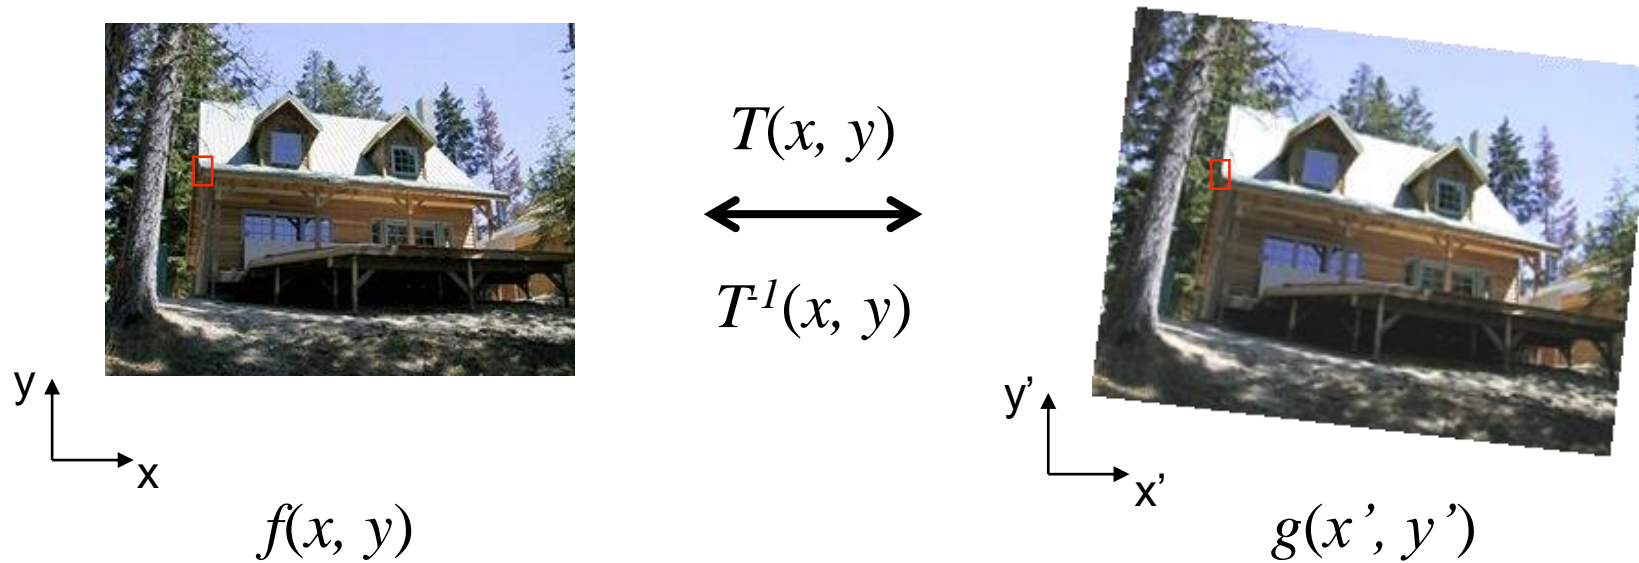 T(x, y)
T⁻¹(x, y)
y
x
f(x, y)
y’
x’
g(x’, y’)